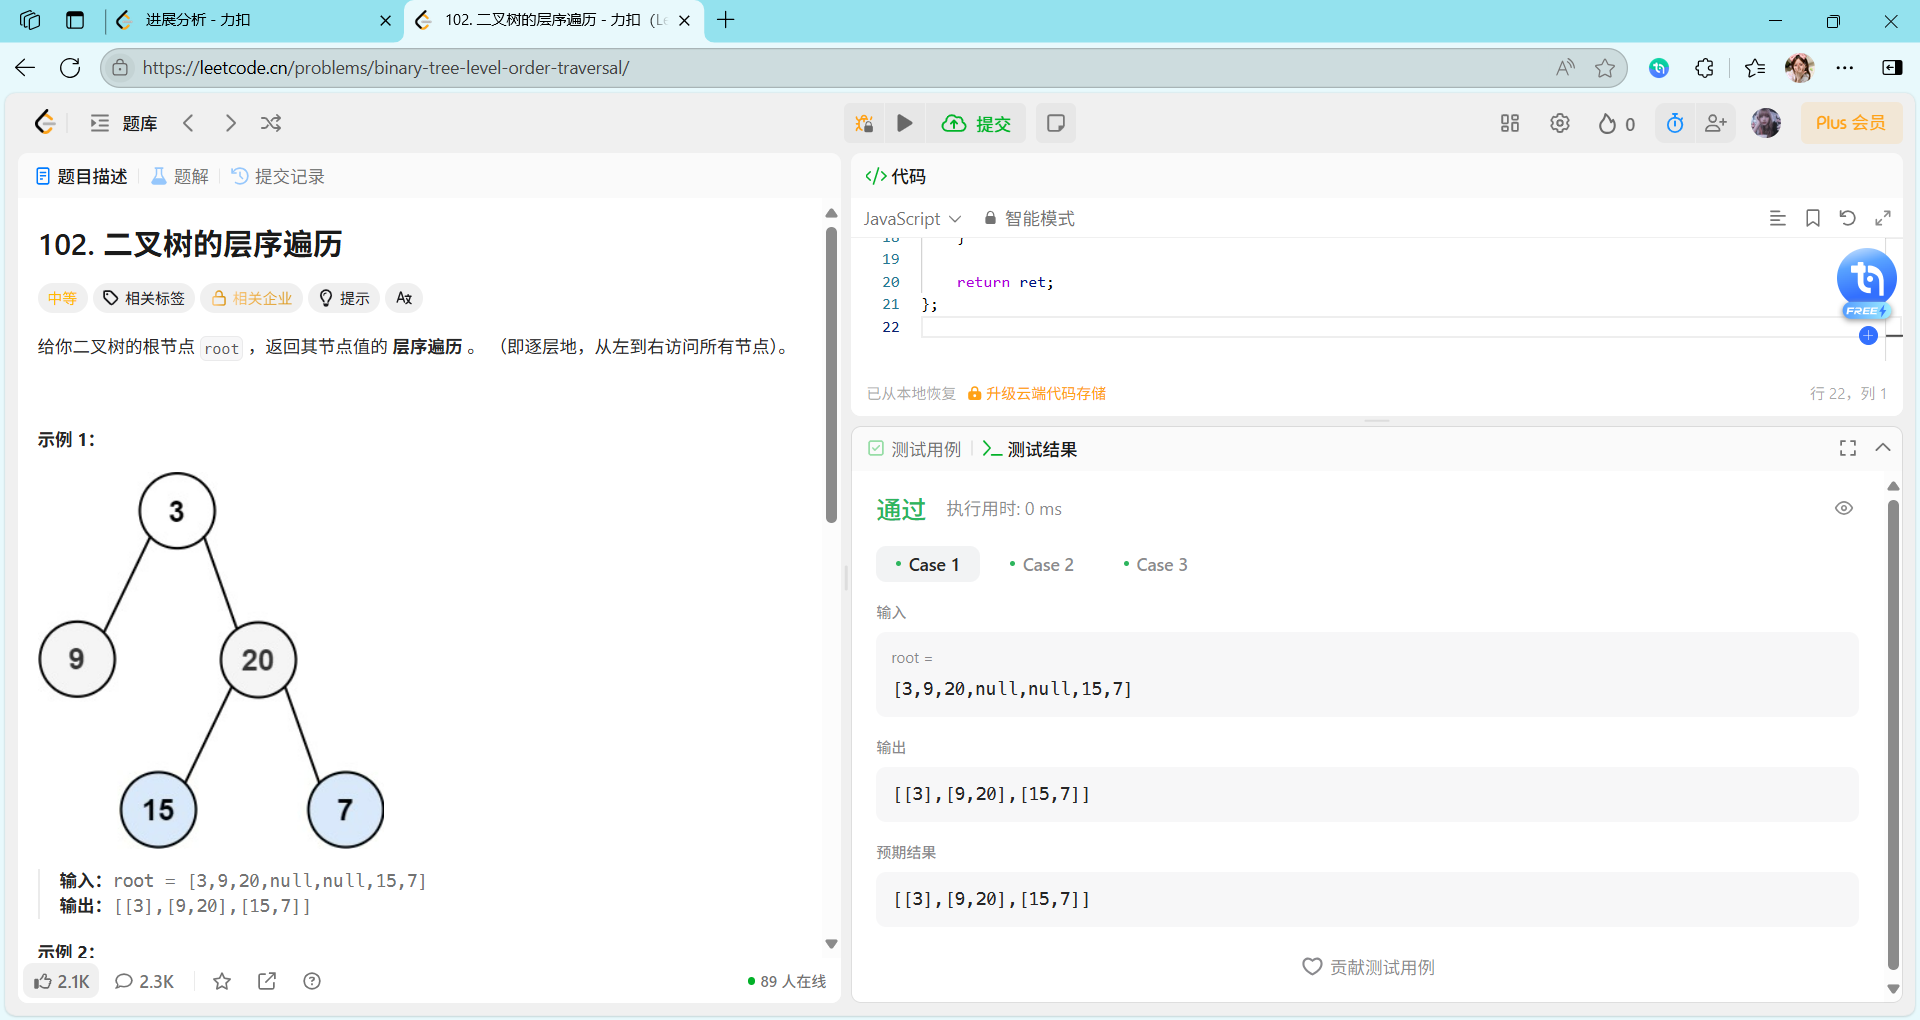 进展分析 - 力扣
102. 二叉树的层序遍历 - 力扣 (Le
https://leetcode.cn/problems/binary-tree-level-order-traversal/
题库
提交
0
Plus 会员
题目描述
题解
提交记录
102. 二叉树的层序遍历
中等
相关标签
相关企业
提示
给你二叉树的根节点 root ，返回其节点值的 层序遍历 。 （即逐层地，从左到右访问所有节点）。
示例 1：
3
9
20
15
7
输入：root = [3,9,20,null,null,15,7]
输出：[[3],[9,20],[15,7]]
示例 2：
2.1K
2.3K
89 人在线
</> 代码
JavaScript
智能模式
18 }
19
20 return ret;
21 };
22
FREE
已从本地恢复
升级云端代码存储
行 22，列 1
测试用例
测试结果
通过
执行用时: 0 ms
Case 1
Case 2
Case 3
输入
root =
[3,9,20,null,null,15,7]
输出
[[3],[9,20],[15,7]]
预期结果
[[3],[9,20],[15,7]]
贡献测试用例